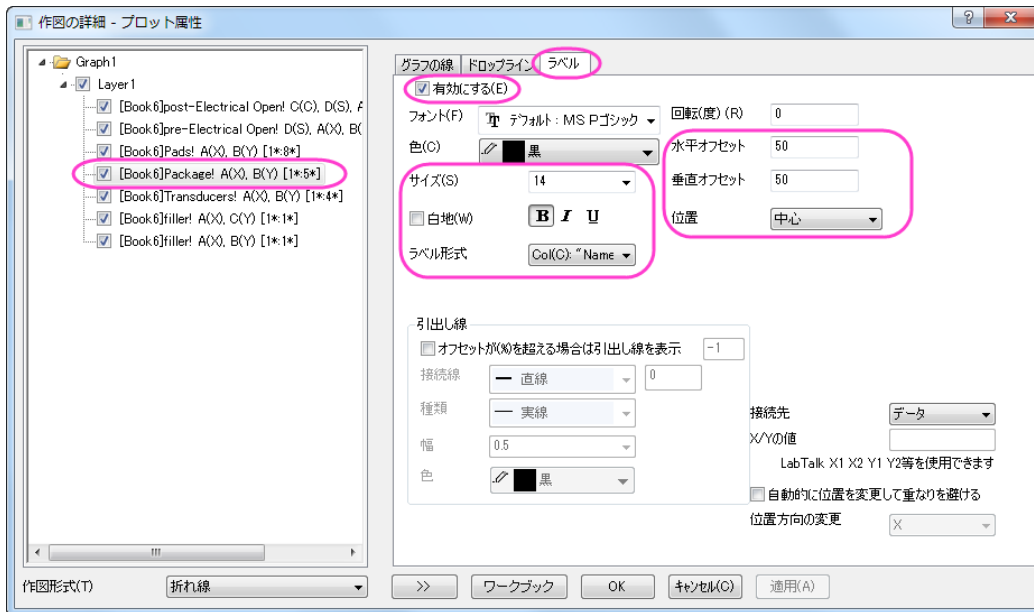 作図の詳細 - プロット属性
Graph1
Layer1
[Book6]post-Electrical Open! C(C), D(S), A
[Book6]pre-Electrical Open! D(S), A(X), B(
[Book6]Pads! A(X), B(Y) [1*:8*]
[Book6]Package! A(X), B(Y) [1*:5*]
[Book6]Transducers! A(X), B(Y) [1*:4*]
[Book6]filler! A(X), C(Y) [1*:1*]
[Book6]filler! A(X), B(Y) [1*:1*]
作図形式(T) 折れ線
グラフの線 ドロップライン ラベル
有効にする(E)
フォント(F) デフォルト: MS Pゴシック 回転(度) (R) 0
色(C) 黒 水平オフセット 50
サイズ(S) 14 垂直オフセット 50
白地(W) B I U 位置 中心
ラベル形式 Col(C): "Name
引出し線
オフセットが(%)を超える場合は引出し線を表示 -1
接続線 直線 0
種類 実線
幅 0.5
色 黒
接続先 データ
X/Yの値
LabTalk X1 X2 Y1 Y2等を使用できます
自動的に位置を変更して重なりを避ける
位置方向の変更 X
>> ワークブック OK キャンセル(C) 適用(A)